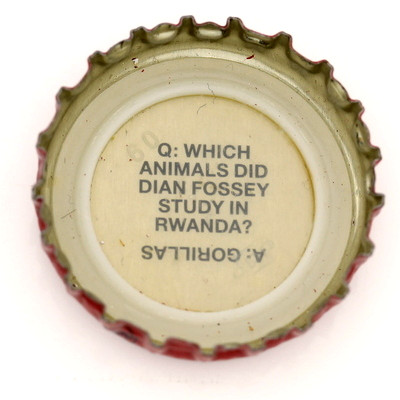 Q: WHICH
ANIMALS DID
DIAN FOSSEY
STUDY IN
RWANDA?
A: GORILLAS